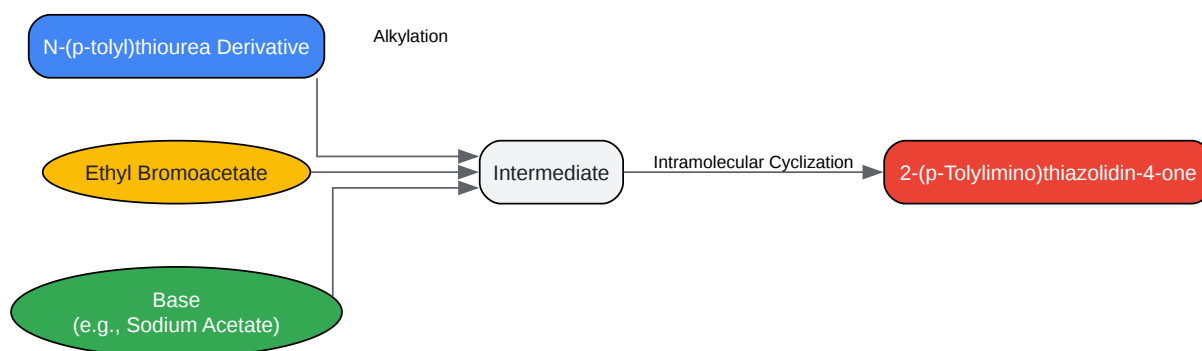 N-(p-tolyl)thiourea Derivative
Alkylation
Ethyl Bromoacetate
Intermediate
Intramolecular Cyclization
2-(p-Tolylimino)thiazolidin-4-one
Base
(e.g., Sodium Acetate)